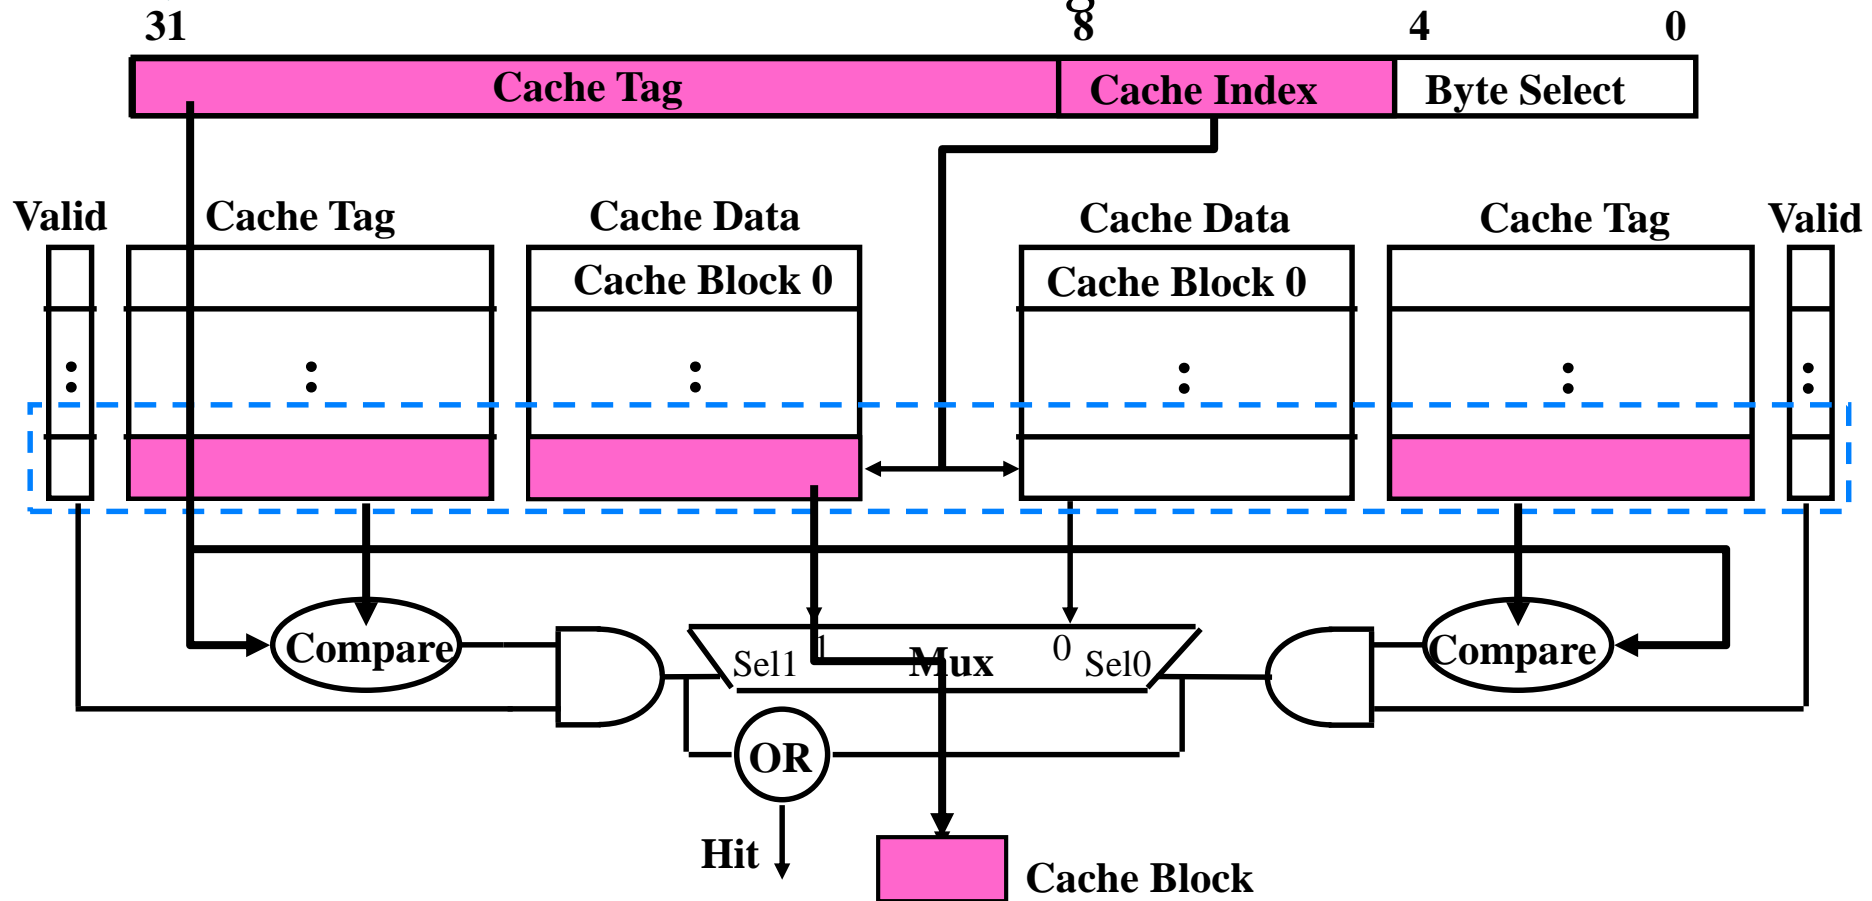 31 8 4 0
Cache Tag Cache Index Byte Select
Valid Cache Tag Cache Data Cache Data Cache Tag Valid
Cache Block 0 Cache Block 0
: : : : : :
Compare Sel1 1 Mux 0 Sel0 Compare
OR
Hit
Cache Block